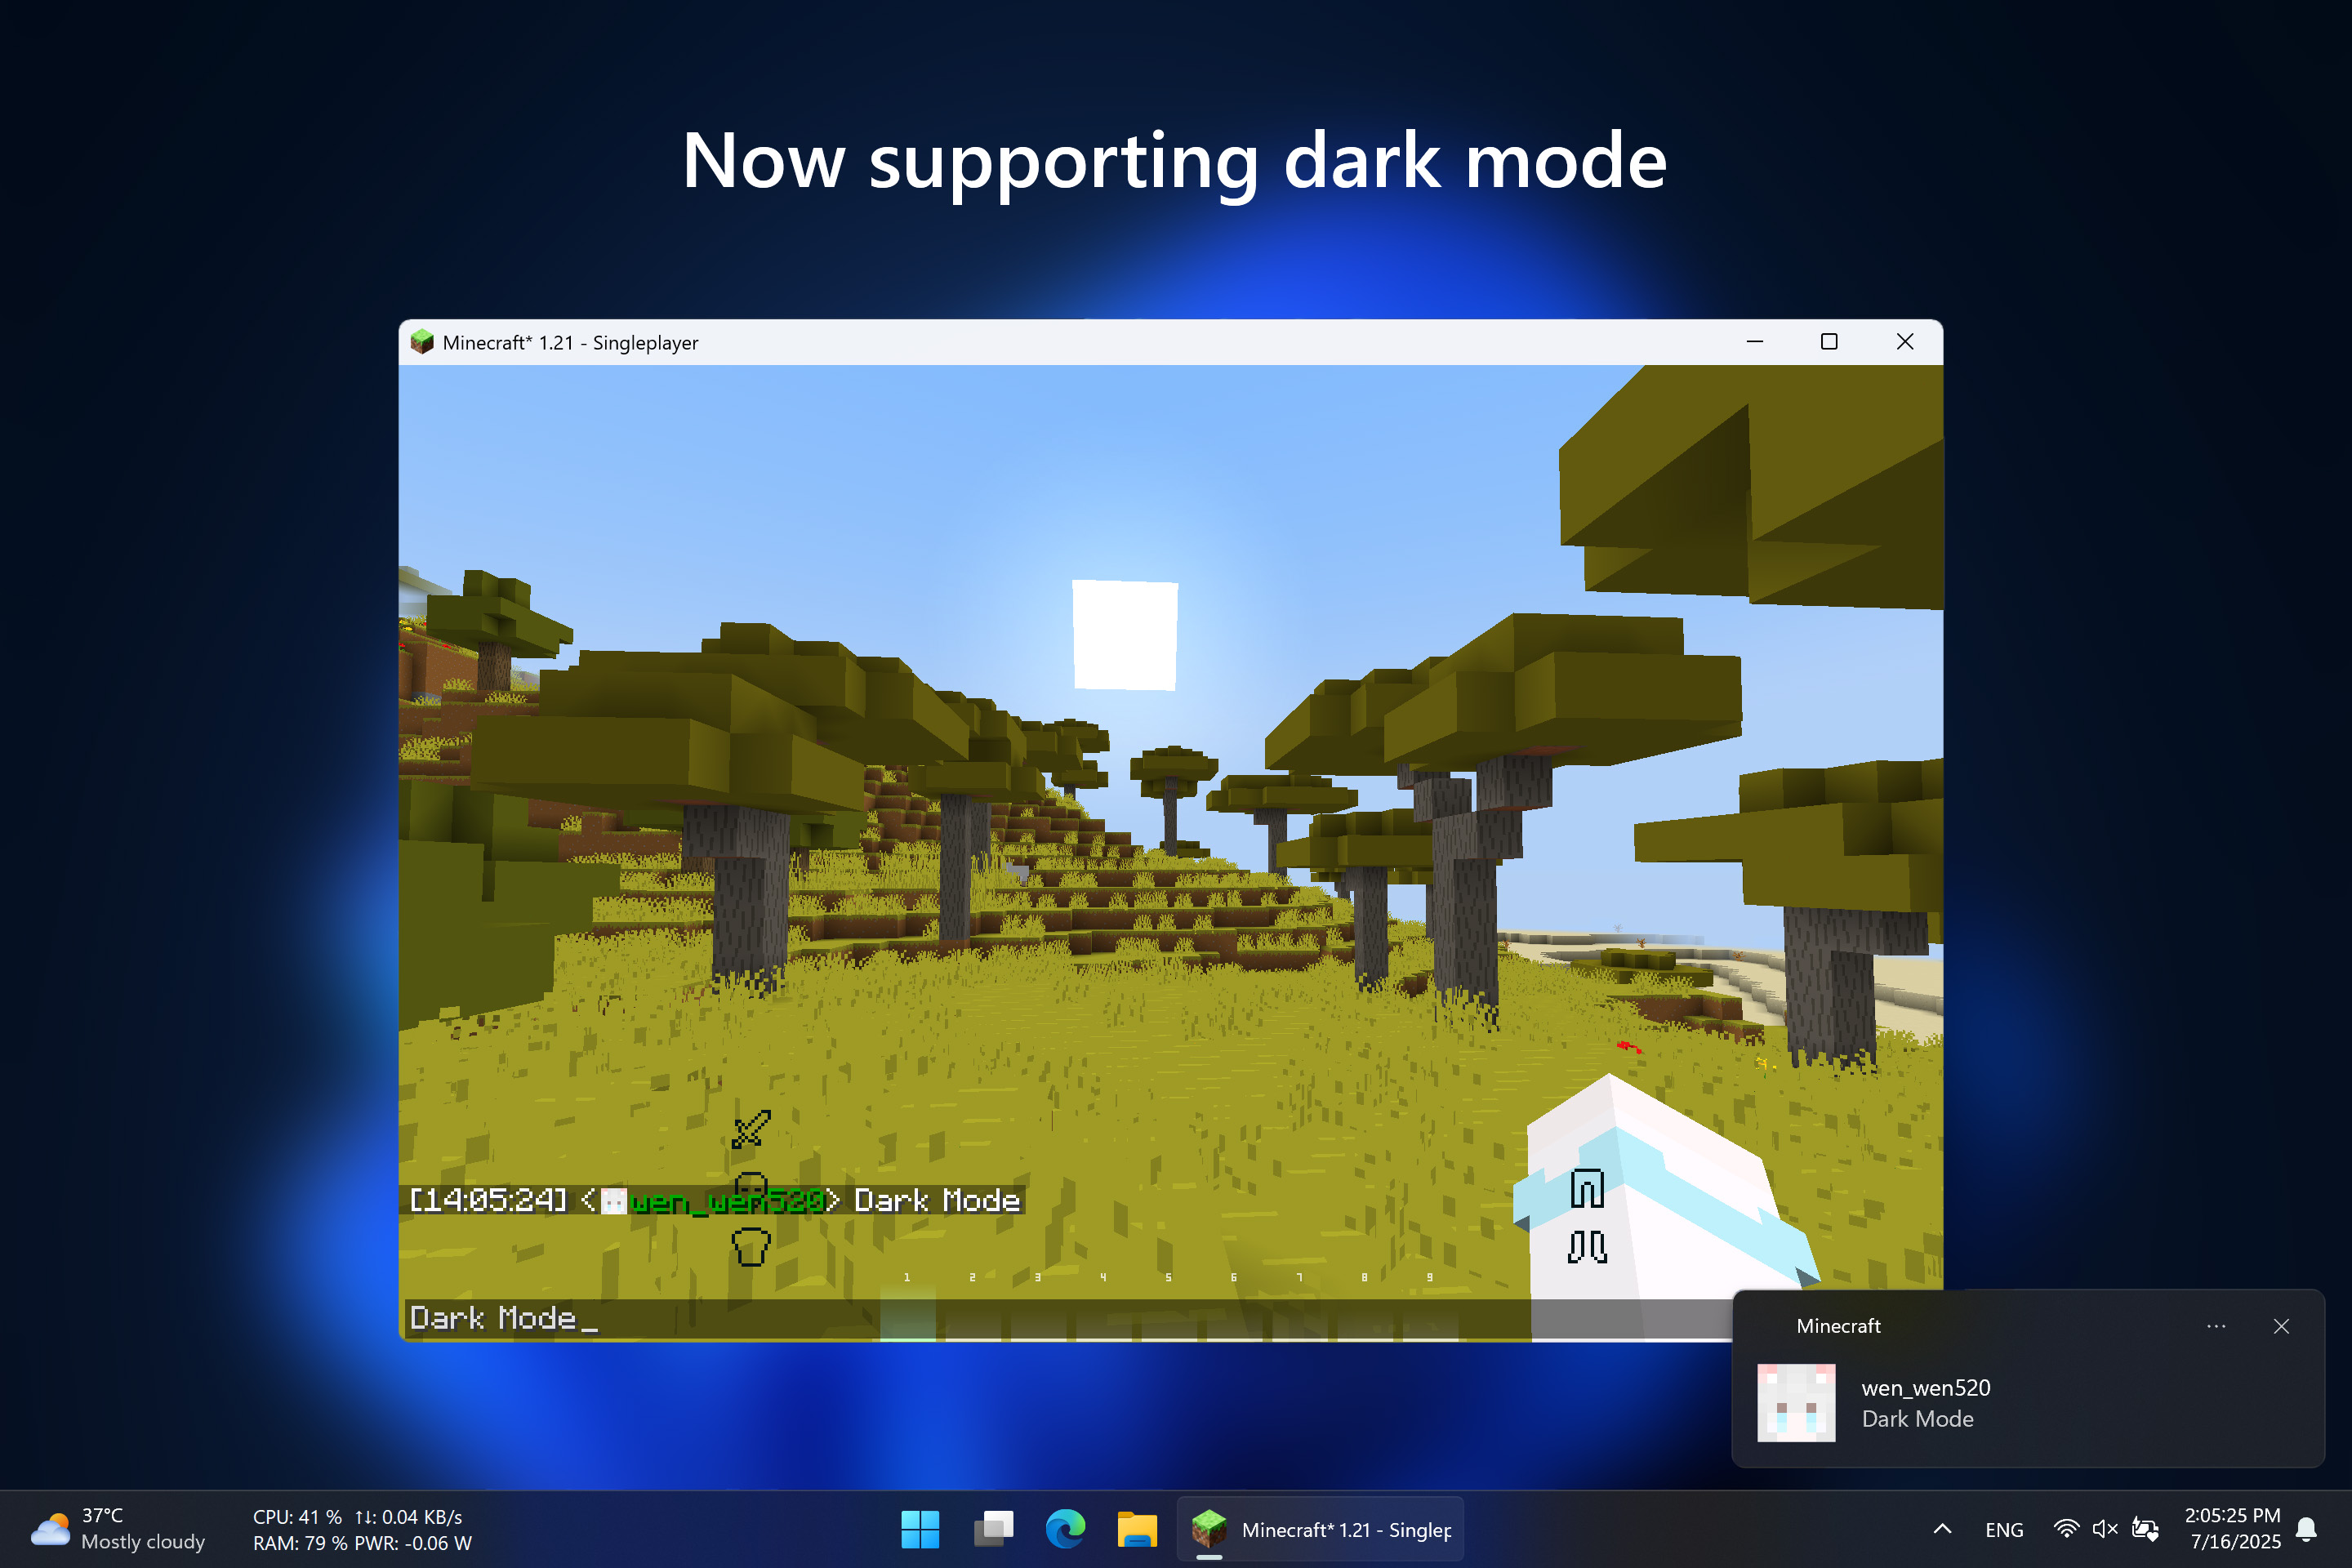 Now supporting dark mode
Minecraft* 1.21 - Singleplayer
[14:05:24] <wen_wen520> Dark Mode
1 2 3 4 5 6 7 8 9
Dark Mode_
Minecraft
wen_wen520
Dark Mode
37°C
Mostly cloudy
CPU: 41 % ↑↓: 0.04 KB/s
RAM: 79 % PWR: -0.06 W
Minecraft* 1.21 - Singlep
ENG
2:05:25 PM
7/16/2025